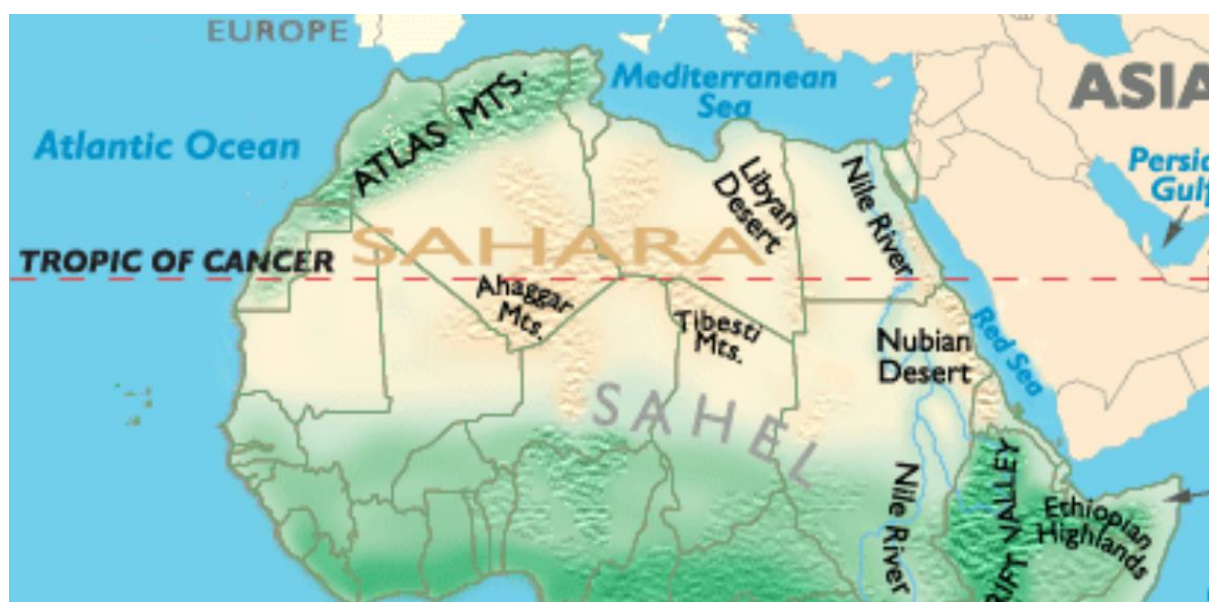 EUROPE
Mediterranean
Sea
ASIA
Atlantic Ocean
ATLAS MTS.
Libyan
Desert
Nile River
Gulf
TROPIC OF CANCER
SAHARA
Ahaggar
Mts.
Tibesti
Mts.
Nubian
Desert
Red Sea
SAHEL
Nile River
RIFT VALLEY
Ethiopian
Highlands